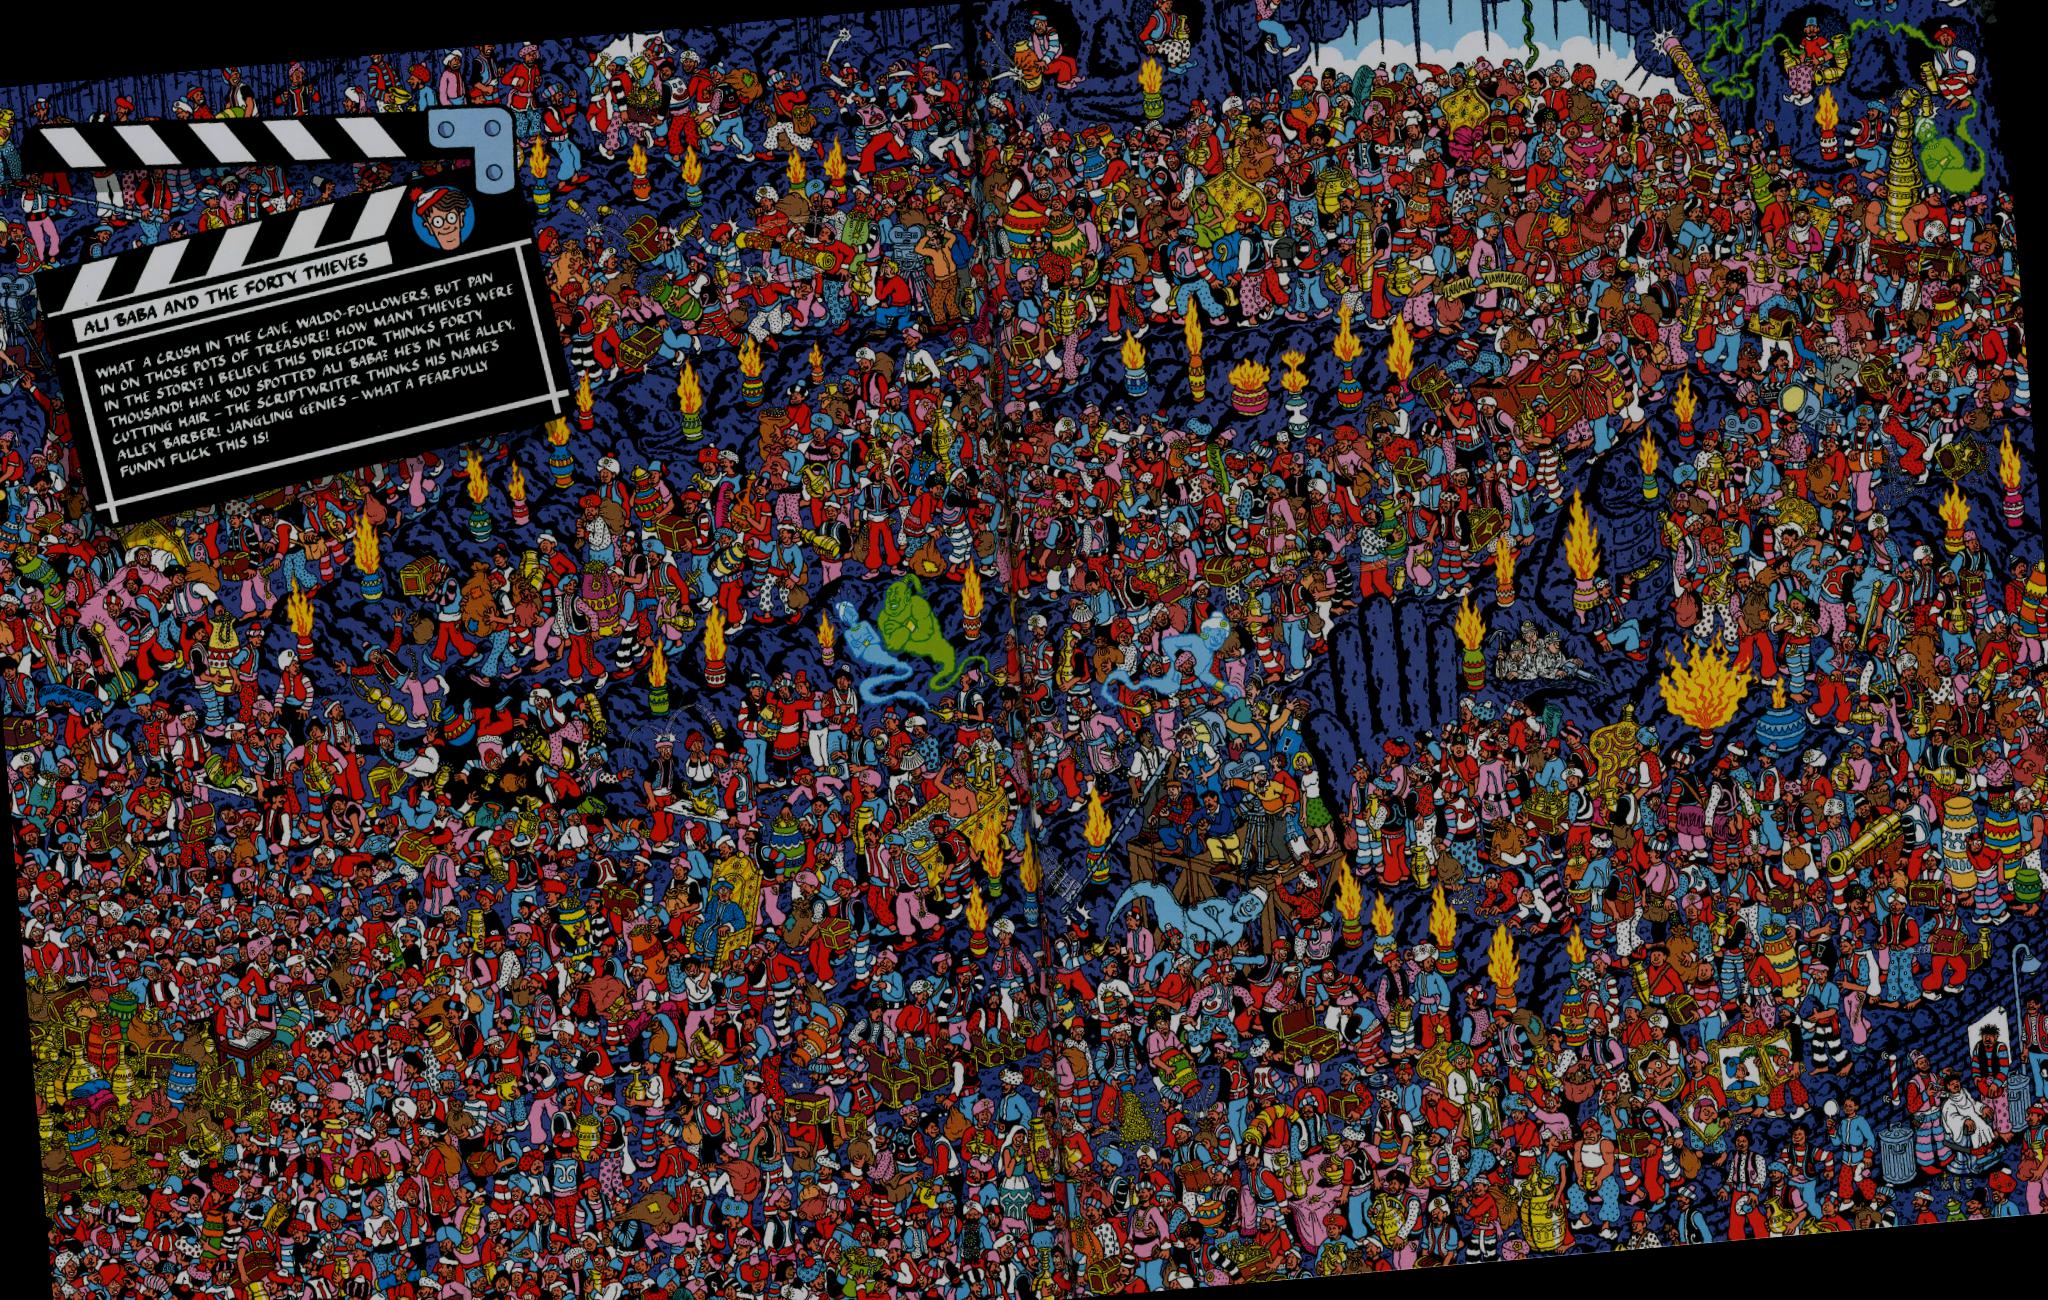 ALI BABA AND THE FORTY THIEVES
WHAT A CRUSH IN THE CAVE, WALDO-FOLLOWERS, BUT PAN
IN ON THOSE POTS OF TREASURE! HOW MANY THIEVES WERE
IN THE STORY? I BELIEVE THIS DIRECTOR THINKS FORTY
THOUSAND! HAVE YOU SPOTTED ALI BABA? HE'S IN THE ALLEY,
CUTTING HAIR – THE SCRIPTWRITER THINKS HIS NAME'S
ALLEY BARBER! JANGLING GENIES – WHAT A FEARFULLY
FUNNY FLICK THIS IS!